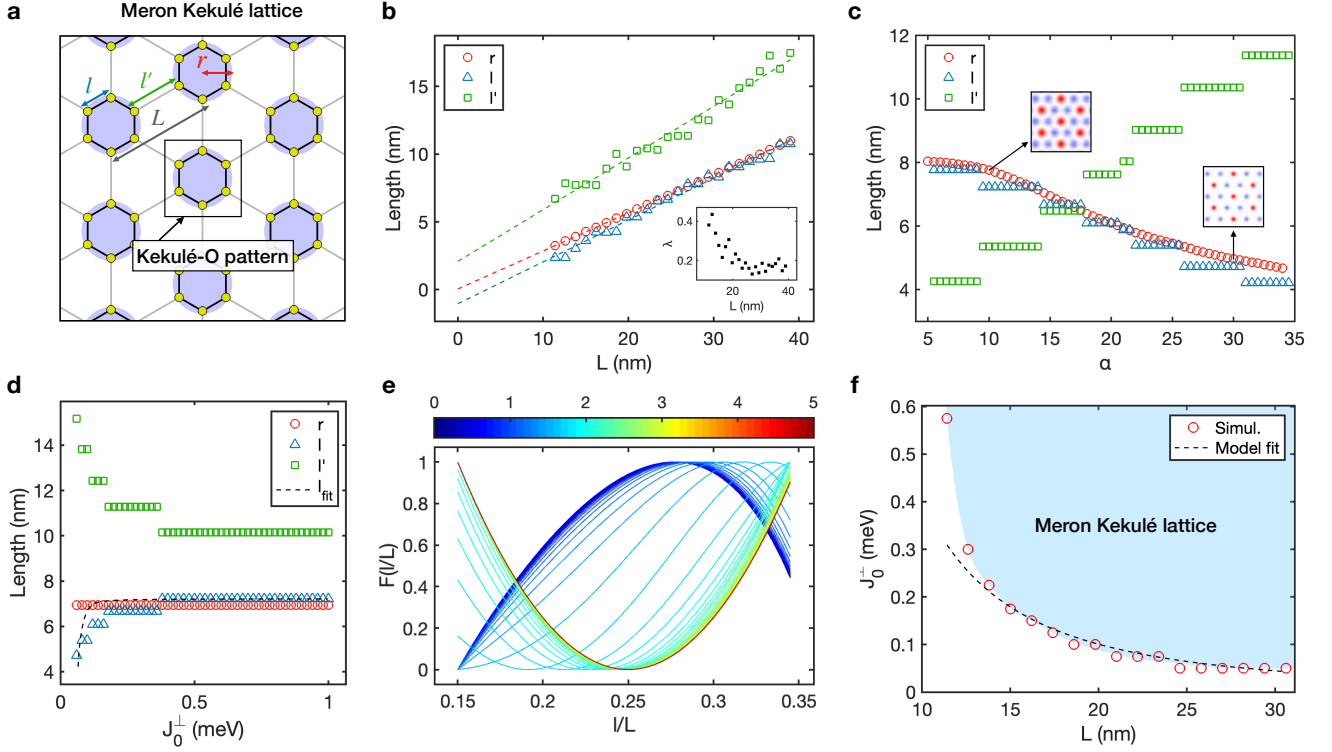 a
Meron Kekulé lattice
l
l'
r
L
Kekulé-O pattern
b
r
l
l'
Length (nm)
15
10
5
0
0 10 20 30 40
L (nm)
λ
0.4
0.2
20 40
L (nm)
c
r
l
l'
Length (nm)
12
10
8
6
4
5 10 15 20 25 30 35
α
d
r
l
l'
l fit
Length (nm)
14
12
10
8
6
4
0 0.5 1
J₀^⊥ (meV)
e
0 1 2 3 4 5
F(l/L)
1
0.8
0.6
0.4
0.2
0
0.15 0.2 0.25 0.3 0.35
l/L
f
Simul.
Model fit
Meron Kekulé lattice
J₀^⊥ (meV)
0.6
0.5
0.4
0.3
0.2
0.1
0
10 15 20 25 30
L (nm)